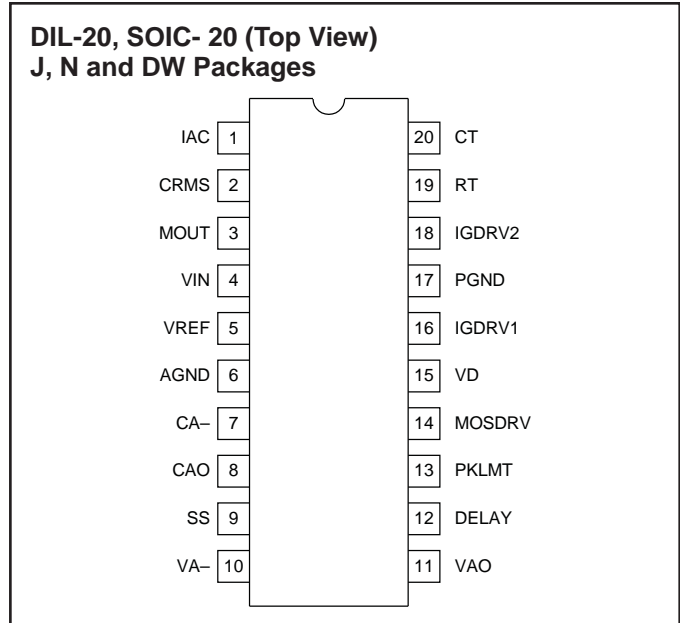 DIL-20, SOIC- 20 (Top View)
J, N and DW Packages
IAC 1 20 CT
CRMS 2 19 RT
MOUT 3 18 IGDRV2
VIN 4 17 PGND
VREF 5 16 IGDRV1
AGND 6 15 VD
CA– 7 14 MOSDRV
CAO 8 13 PKLMT
SS 9 12 DELAY
VA– 10 11 VAO